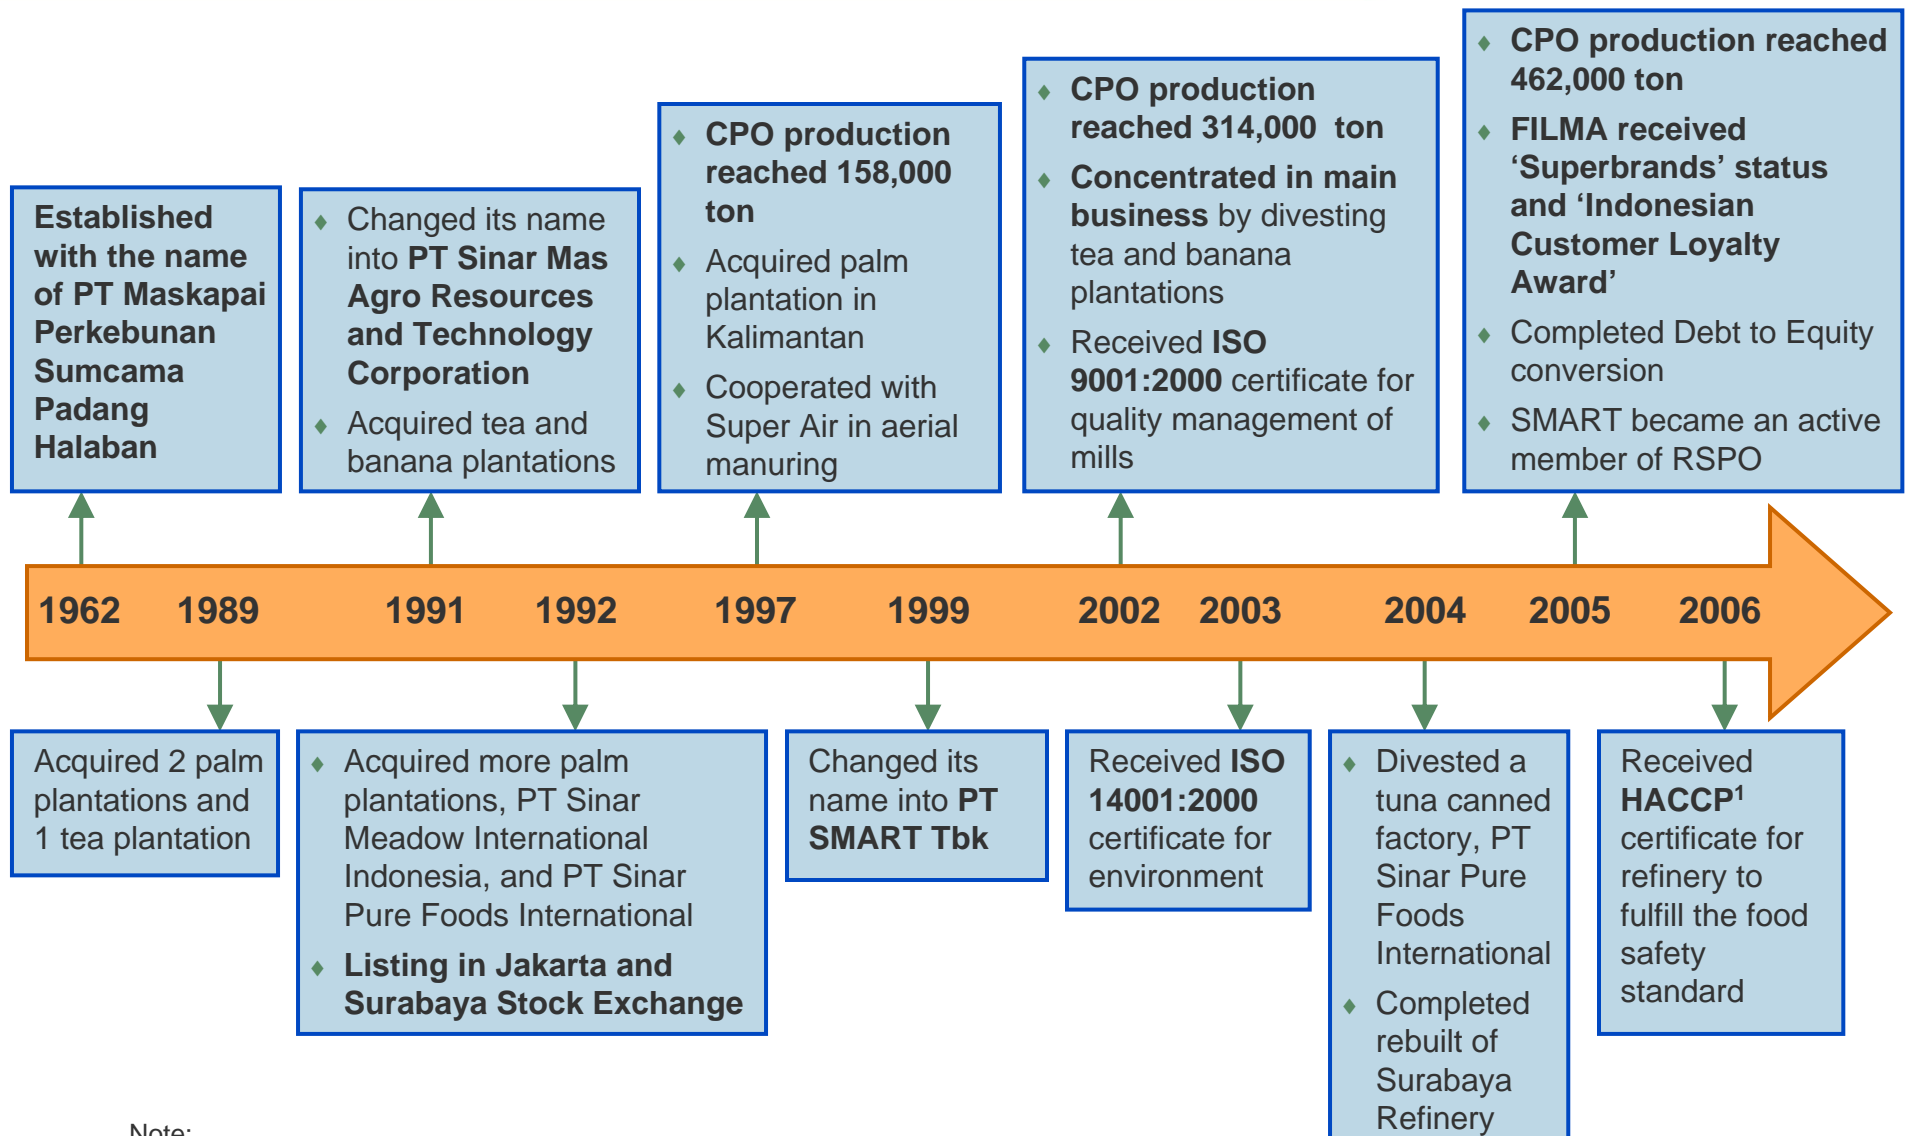 Established
with the name
of PT Maskapai
Perkebunan
Sumcama
Padang
Halaban
♦ Changed its name
into PT Sinar Mas
Agro Resources
and Technology
Corporation
♦ Acquired tea and
banana plantations
♦ CPO production
reached 158,000
ton
♦ Acquired palm
plantation in
Kalimantan
♦ Cooperated with
Super Air in aerial
manuring
♦ CPO production
reached 314,000 ton
♦ Concentrated in main
business by divesting
tea and banana
plantations
♦ Received ISO
9001:2000 certificate for
quality management of
mills
♦ CPO production reached
462,000 ton
♦ FILMA received
‘Superbrands’ status
and ‘Indonesian
Customer Loyalty
Award’
♦ Completed Debt to Equity
conversion
♦ SMART became an active
member of RSPO
1962 1989 1991 1992 1997 1999 2002 2003 2004 2005 2006
Acquired 2 palm
plantations and
1 tea plantation
♦ Acquired more palm
plantations, PT Sinar
Meadow International
Indonesia, and PT Sinar
Pure Foods International
♦ Listing in Jakarta and
Surabaya Stock Exchange
Changed its
name into PT
SMART Tbk
Received ISO
14001:2000
certificate for
environment
♦ Divested a
tuna canned
factory, PT
Sinar Pure
Foods
International
♦ Completed
rebuilt of
Surabaya
Refinery
Received
HACCP¹
certificate for
refinery to
fulfill the food
safety
standard
Note: